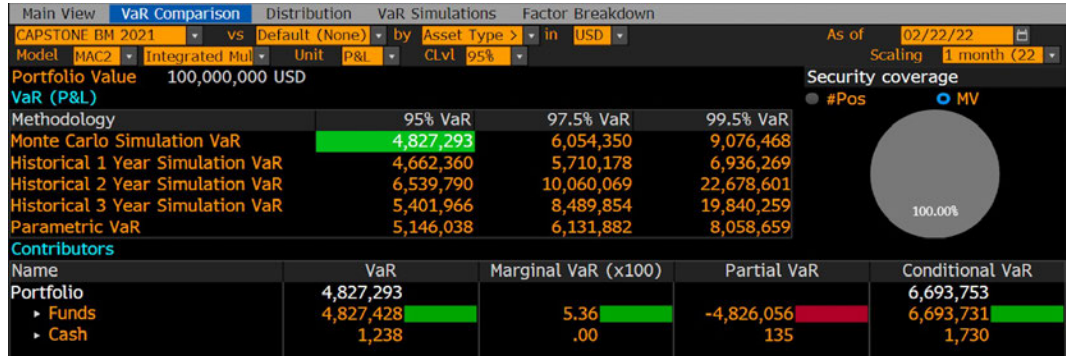 Main View VaR Comparison Distribution VaR Simulations Factor Breakdown
CAPSTONE BM 2021 vs Default (None) by Asset Type > in USD As of 02/22/22
Model MAC2 Integrated Mul Unit P&L CLvl 95% Scaling 1 month (22
Portfolio Value 100,000,000 USD Security coverage
VaR (P&L) #Pos MV
Methodology 95% VaR 97.5% VaR 99.5% VaR
Monte Carlo Simulation VaR 4,827,293 6,054,350 9,076,468
Historical 1 Year Simulation VaR 4,662,360 5,710,178 6,936,269
Historical 2 Year Simulation VaR 6,539,790 10,060,069 22,678,601
Historical 3 Year Simulation VaR 5,401,966 8,489,854 19,840,259
100.00%
Parametric VaR 5,146,038 6,131,882 8,058,659
Contributors
Name VaR Marginal VaR (x100) Partial VaR Conditional VaR
Portfolio 4,827,293 6,693,753
Funds 4,827,428 5.36 -4,826,056 6,693,731
Cash 1,238 .00 135 1,730